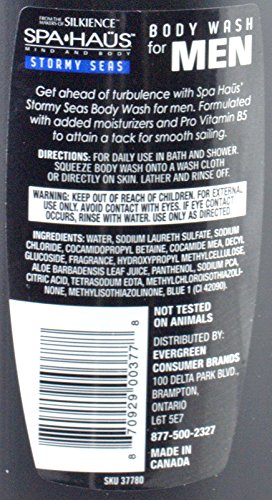 FROM THE MAKERS OF SILKIENCE™
SPA•HAÜS™
MIND AND BODY
STORMY SEAS
BODY WASH
for MEN
Get ahead of turbulence with Spa Haüs™
Stormy Seas Body Wash for men. Formulated
with added moisturizers and Pro Vitamin B5
to attain a tack for smooth sailing.
DIRECTIONS: FOR DAILY USE IN BATH AND SHOWER.
SQUEEZE BODY WASH ONTO A WASH CLOTH
OR DIRECTLY ON SKIN. LATHER AND RINSE OFF.
WARNING: KEEP OUT OF REACH OF CHILDREN. FOR EXTERNAL
USE ONLY. AVOID CONTACT WITH EYES. IF EYE CONTACT
OCCURS, RINSE WITH WATER. USE ONLY AS DIRECTED.
INGREDIENTS: WATER, SODIUM LAURETH SULFATE, SODIUM
CHLORIDE, COCAMIDOPROPYL BETAINE, COCAMIDE MEA, DECYL
GLUCOSIDE, FRAGRANCE, HYDROXYPROPYL METHYLCELLULOSE,
ALOE BARBADENSIS LEAF JUICE, PANTHENOL, SODIUM PCA,
CITRIC ACID, TETRASODIUM EDTA, METHYLCHLOROISOTHIAZOLI-
NONE, METHYLISOTHIAZOLINONE, BLUE 1 (CI 42090).
8 70929 00377 8
SKU 37780
NOT TESTED
ON ANIMALS
DISTRIBUTED BY:
EVERGREEN
CONSUMER BRANDS
100 DELTA PARK BLVD.,
BRAMPTON,
ONTARIO
L6T 5E7
877-500-2327
MADE IN
CANADA